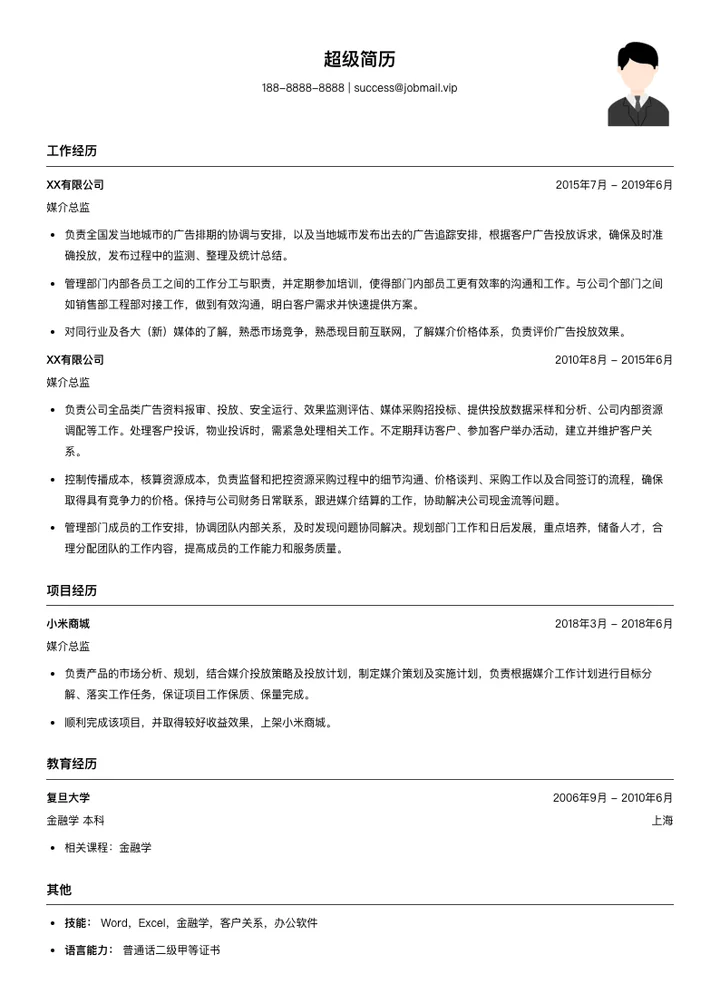 超级简历
188-8888-8888 | success@jobmail.vip
工作经历
XX有限公司 2015年7月 – 2019年6月
媒介总监
• 负责全国发当地城市的广告排期的协调与安排，以及当地城市发布出去的广告追踪安排，根据客户广告投放诉求，确保及时准
确投放，发布过程中的监测、整理及统计总结。
• 管理部门内部各员工之间的工作分工与职责，并定期参加培训，使得部门内部员工更有效率的沟通和工作。与公司个部门之间
如销售部工程部对接工作，做到有效沟通，明白客户需求并快速提供方案。
• 对同行业及各大（新）媒体的了解，熟悉市场竞争，熟悉现目前互联网，了解媒介价格体系，负责评价广告投放效果。
XX有限公司 2010年8月 – 2015年6月
媒介总监
• 负责公司全品类广告资料报审、投放、安全运行、效果监测评估、媒体采购招投标、提供投放数据采样和分析、公司内部资源
调配等工作。处理客户投诉，物业投诉时，需紧急处理相关工作。不定期拜访客户、参加客户举办活动，建立并维护客户关
系。
• 控制传播成本，核算资源成本，负责监督和把控资源采购过程中的细节沟通、价格谈判、采购工作以及合同签订的流程，确保
取得具有竞争力的价格。保持与公司财务日常联系，跟进媒介结算的工作，协助解决公司现金流等问题。
• 管理部门成员的工作安排，协调团队内部关系，及时发现问题协同解决。规划部门工作和日后发展，重点培养，储备人才，合
理分配团队的工作内容，提高成员的工作能力和服务质量。
项目经历
小米商城 2018年3月 – 2018年6月
媒介总监
• 负责产品的市场分析、规划，结合媒介投放策略及投放计划，制定媒介策划及实施计划，负责根据媒介工作计划进行目标分
解、落实工作任务，保证项目工作保质、保量完成。
• 顺利完成该项目，并取得较好收益效果，上架小米商城。
教育经历
复旦大学 2006年9月 – 2010年6月
金融学 本科 上海
• 相关课程：金融学
其他
• 技能： Word，Excel，金融学，客户关系，办公软件
• 语言能力： 普通话二级甲等证书